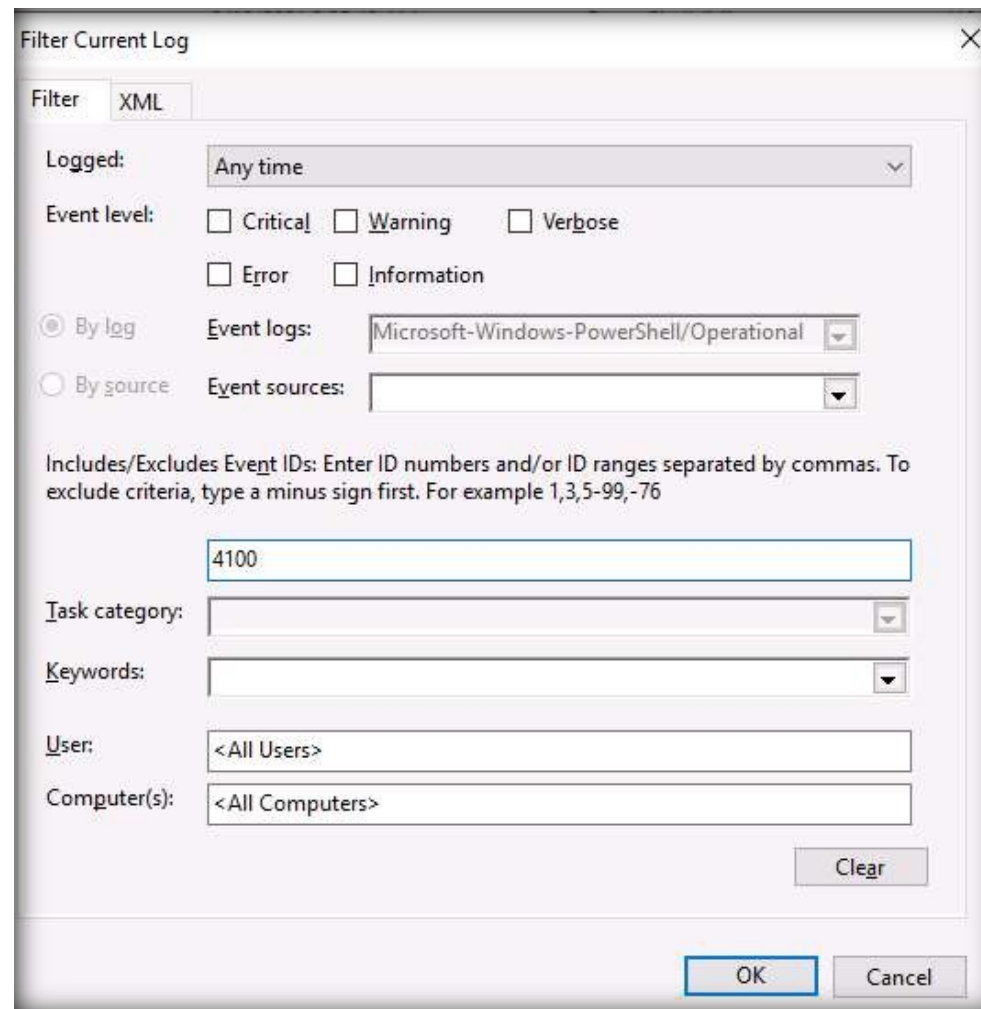 Filter Current Log
Filter XML
Logged: Any time
Event level: Critical Warning Verbose
Error Information
By log Event logs: Microsoft-Windows-PowerShell/Operational
By source Event sources:
Includes/Excludes Event IDs: Enter ID numbers and/or ID ranges separated by commas. To
exclude criteria, type a minus sign first. For example 1,3,5-99,-76
4100
Task category:
Keywords:
User: <All Users>
Computer(s): <All Computers>
Clear
OK Cancel